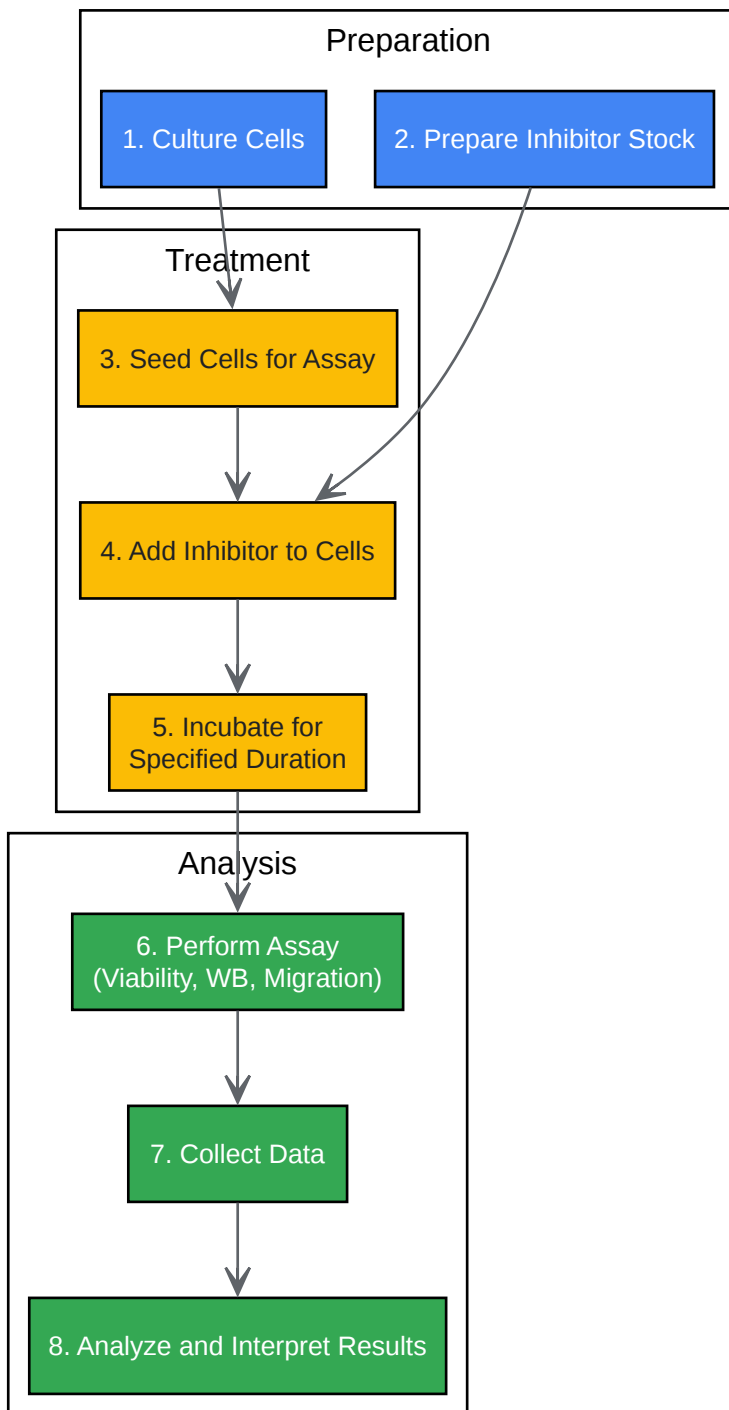 Preparation
1. Culture Cells
2. Prepare Inhibitor Stock
Treatment
3. Seed Cells for Assay
4. Add Inhibitor to Cells
5. Incubate for
Specified Duration
Analysis
6. Perform Assay
(Viability, WB, Migration)
7. Collect Data
8. Analyze and Interpret Results